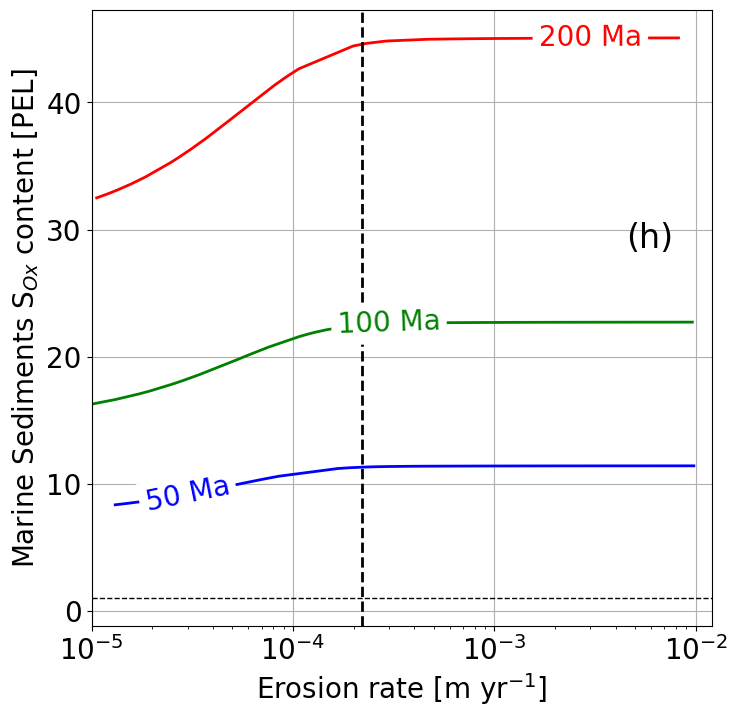 Marine Sediments S_{Ox} content [PEL]
40
30
20
10
0
200 Ma
(h)
100 Ma
50 Ma
10⁻⁵
10⁻⁴
10⁻³
10⁻²
Erosion rate [m yr⁻¹]